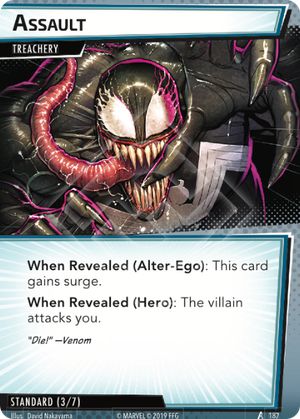 ASSAULT
TREACHERY
When Revealed (Alter-Ego): This card
gains surge.
When Revealed (Hero): The villain
attacks you.
"Die!" —Venom
STANDARD (3/7)
Illus. David Nakayama © MARVEL © 2019 FFG 187